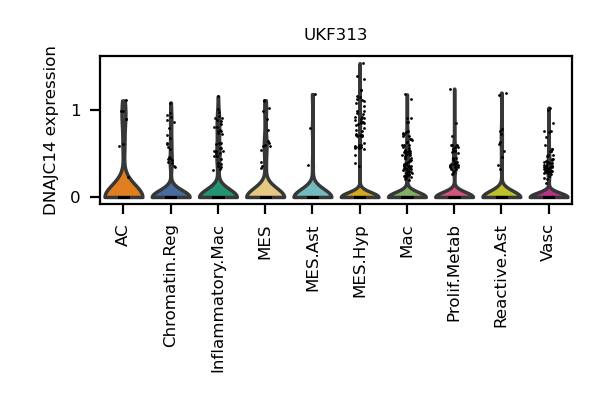 UKF313
DNAJC14 expression
1
0
AC
Chromatin.Reg
Inflammatory.Mac
MES
MES.Ast
MES.Hyp
Mac
Prolif.Metab
Reactive.Ast
Vasc